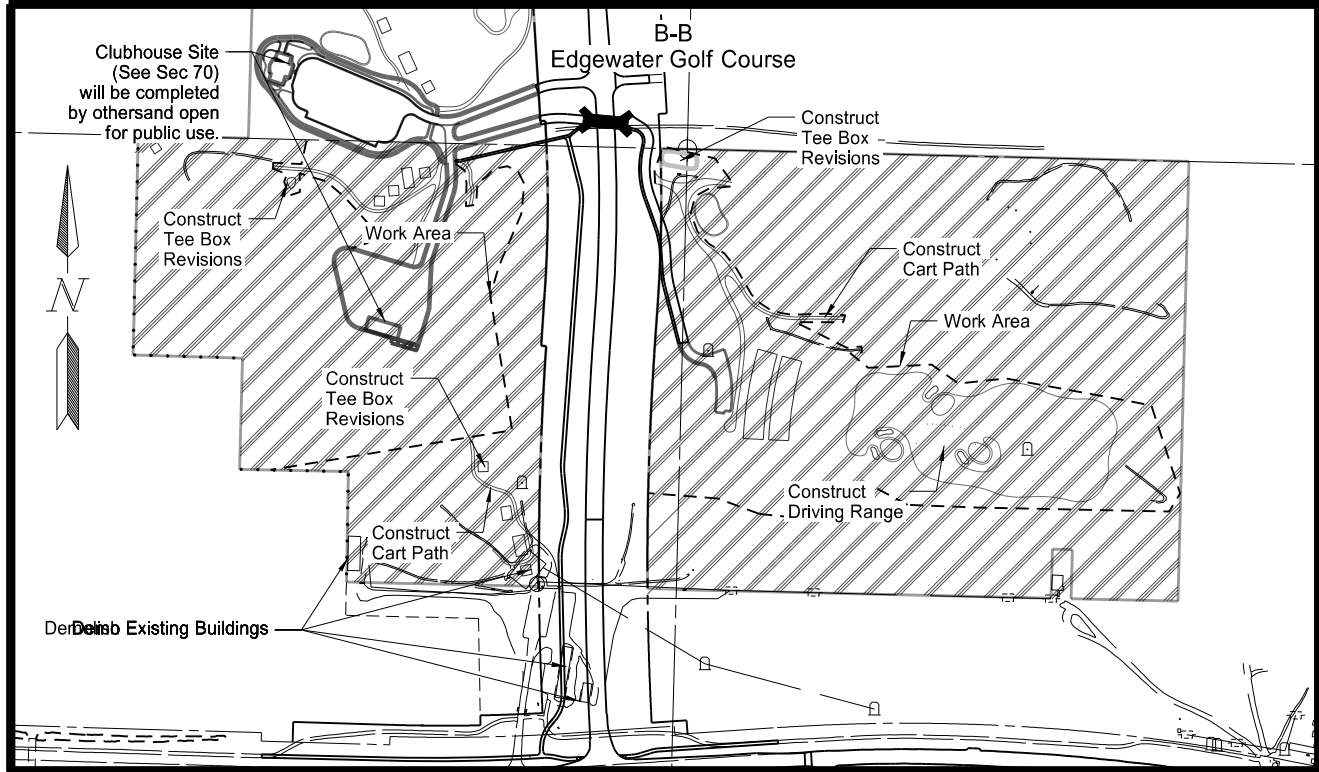 B-B
Edgewater Golf Course
Clubhouse Site
(See Sec 70)
will be completed
by othersand open
for public use.
Construct
Tee Box
Revisions
Construct
Tee Box
Revisions
Work Area
Construct
Cart Path
N
Work Area
Construct
Tee Box
Revisions
Construct
Driving Range
Construct
Cart Path
Existing Buildings